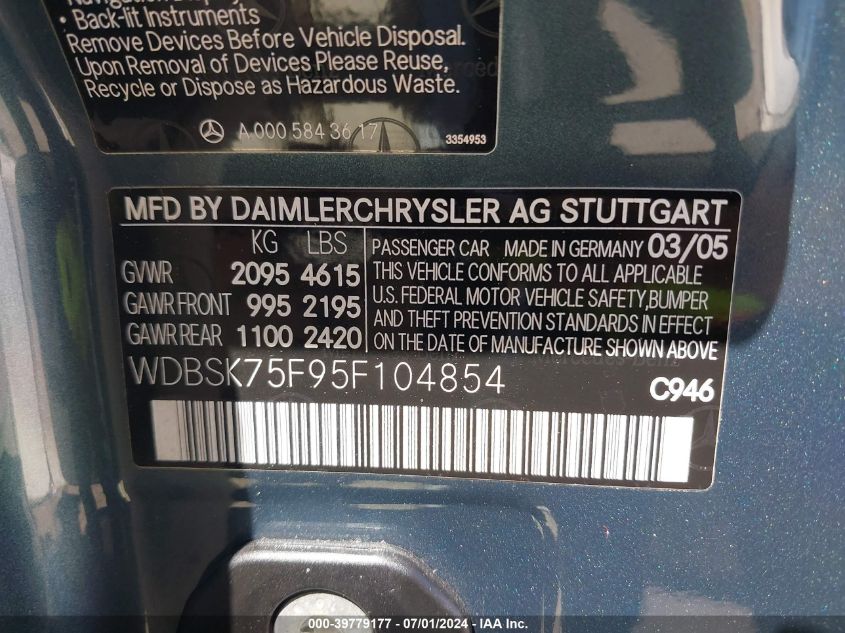 • Back-lit Instruments
Remove Devices Before Vehicle Disposal.
Upon Removal of Devices Please Reuse,
Recycle or Dispose as Hazardous Waste.
A 000 584 36 17
3354953
MFD BY DAIMLERCHRYSLER AG STUTTGART
KG LBS
GVWR 2095 4615
GAWR FRONT 995 2195
GAWR REAR 1100 2420
PASSENGER CAR MADE IN GERMANY 03/05
THIS VEHICLE CONFORMS TO ALL APPLICABLE
U.S. FEDERAL MOTOR VEHICLE SAFETY,BUMPER
AND THEFT PREVENTION STANDARDS IN EFFECT
ON THE DATE OF MANUFACTURE SHOWN ABOVE
WDBSK75F95F104854
C946
000-39779177 - 07/01/2024 - IAA Inc.